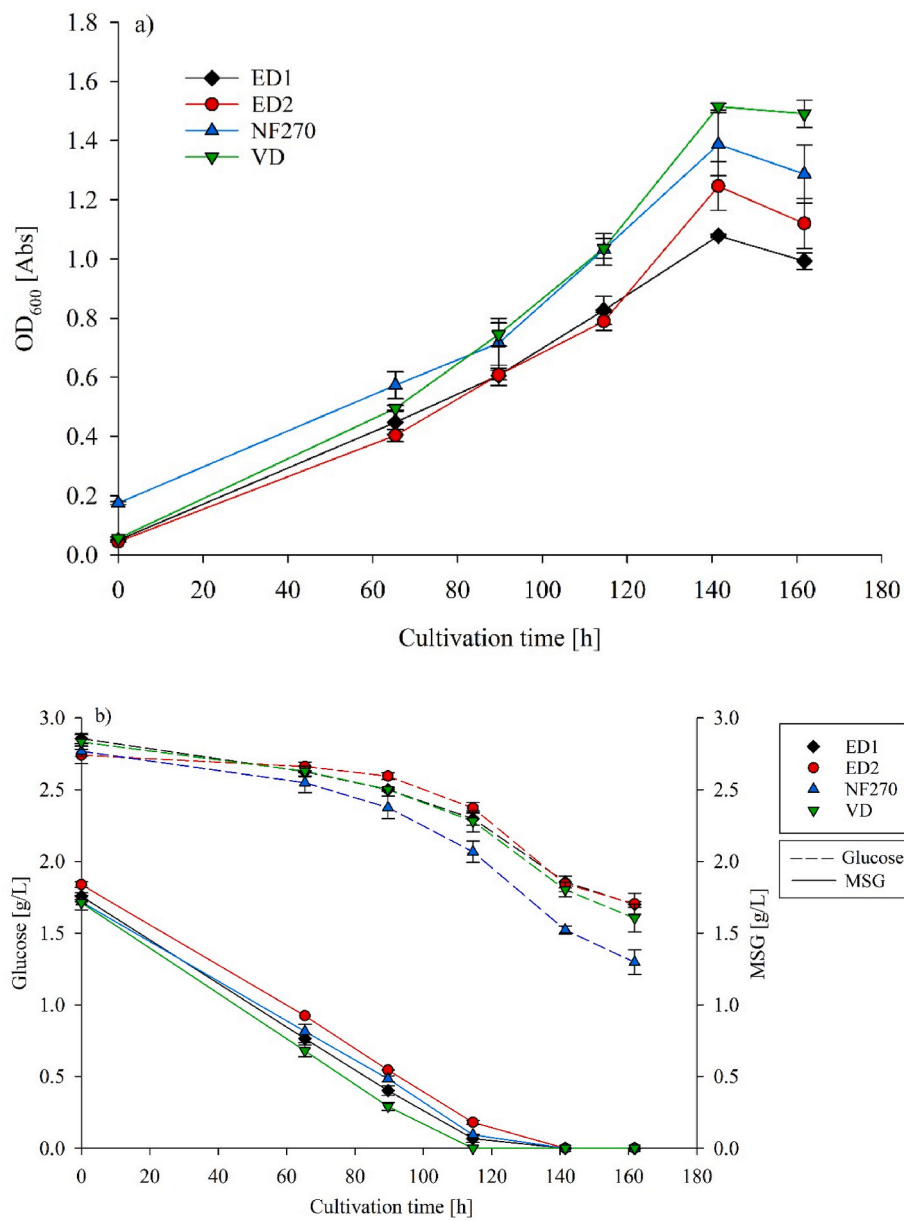 a)
1.8
1.6
1.4
1.2
1.0
0.8
0.6
0.4
0.2
0.0
OD600 [Abs]
ED1
ED2
NF270
VD
0 20 40 60 80 100 120 140 160 180
Cultivation time [h]
b)
3.0
2.5
2.0
1.5
1.0
0.5
0.0
Glucose [g/L]
3.0
2.5
2.0
1.5
1.0
0.5
0.0
MSG [g/L]
ED1
ED2
NF270
VD
Glucose
MSG
0 20 40 60 80 100 120 140 160 180
Cultivation time [h]